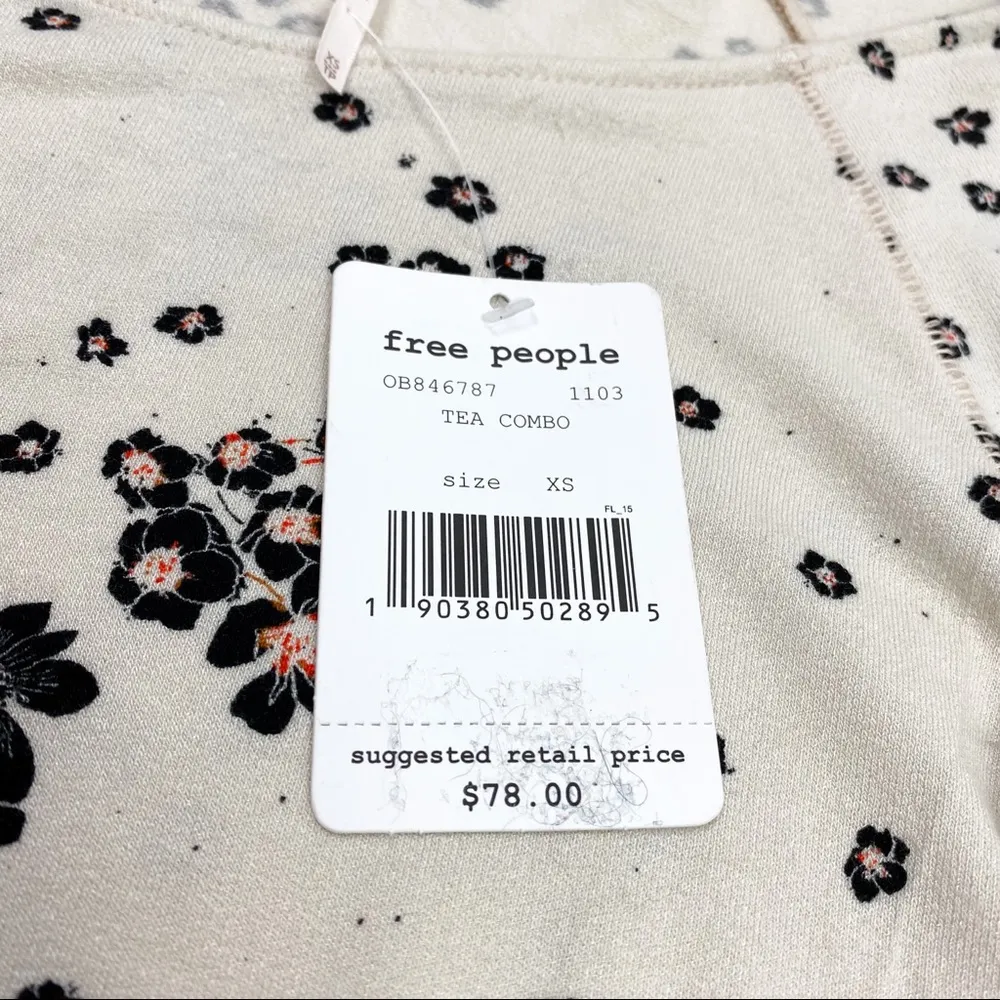 free people
OB846787 1103
TEA COMBO
size XS
FL_15
1 90380 50289 5
suggested retail price
$78.00